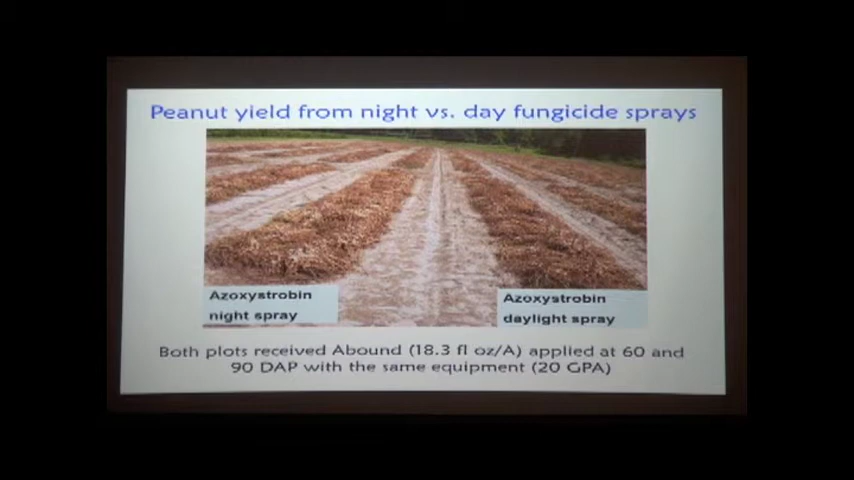 Peanut yield from night vs. day fungicide sprays
Azoxystrobin
night spray
Azoxystrobin
daylight spray
Both plots received Abound (18.3 fl oz/A) applied at 60 and
90 DAP with the same equipment (20 GPA)